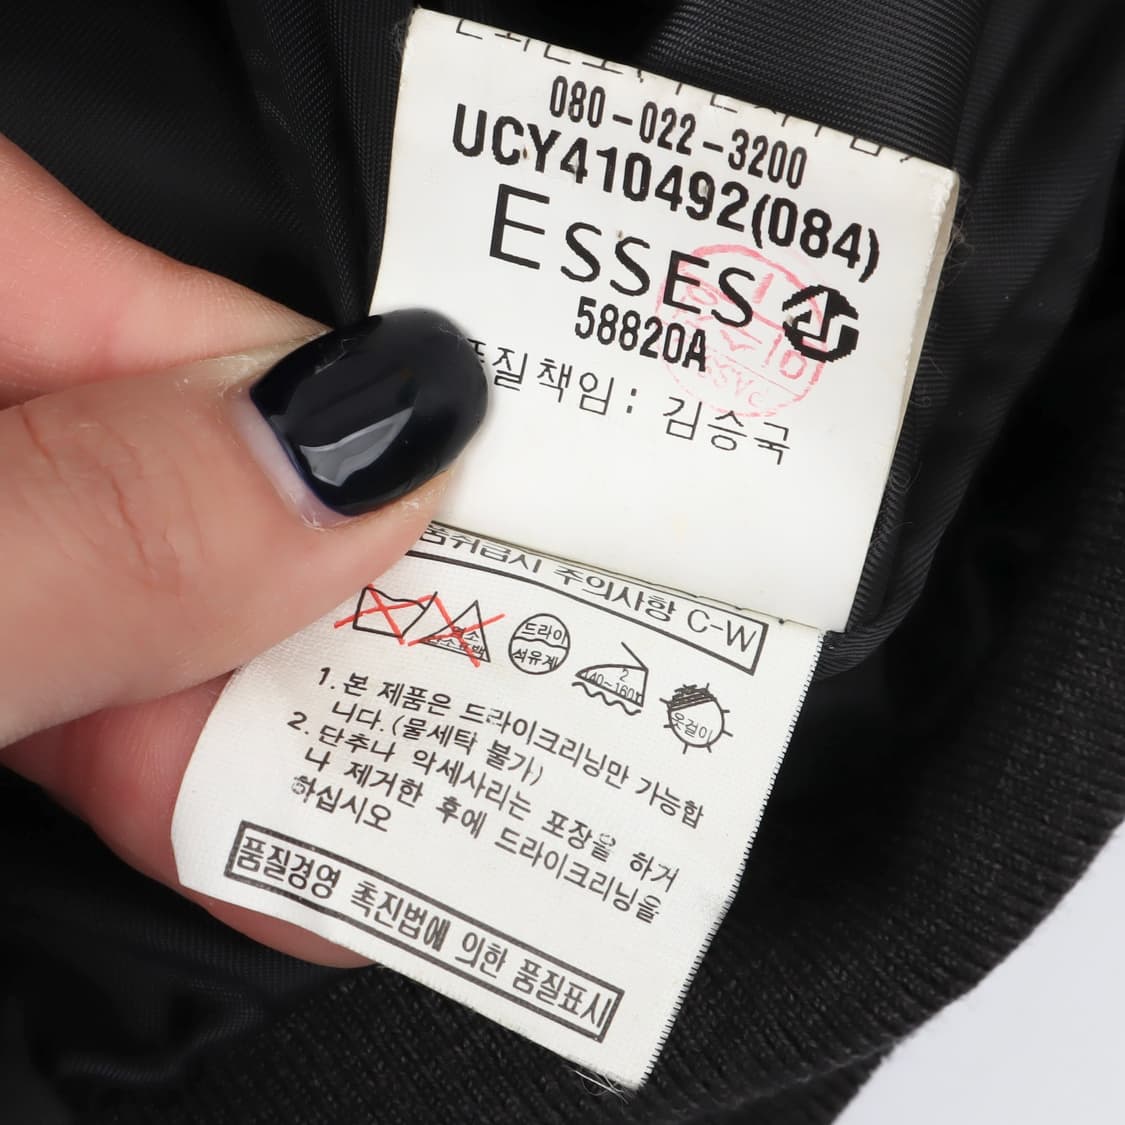 080-022-3200
UCY410492(084)
ESSES
58820A
품질책임: 김승국
품취급시 주의사항 C-W
드라이
석유계
2
140~160℃
옷걸이
1. 본 제품은 드라이크리닝만 가능합
니다. (물세탁 불가)
2. 단추나 악세사리는 포장을 하거
나 제거한 후에 드라이크리닝을
하십시오
품질경영 촉진법에 의한 품질표시